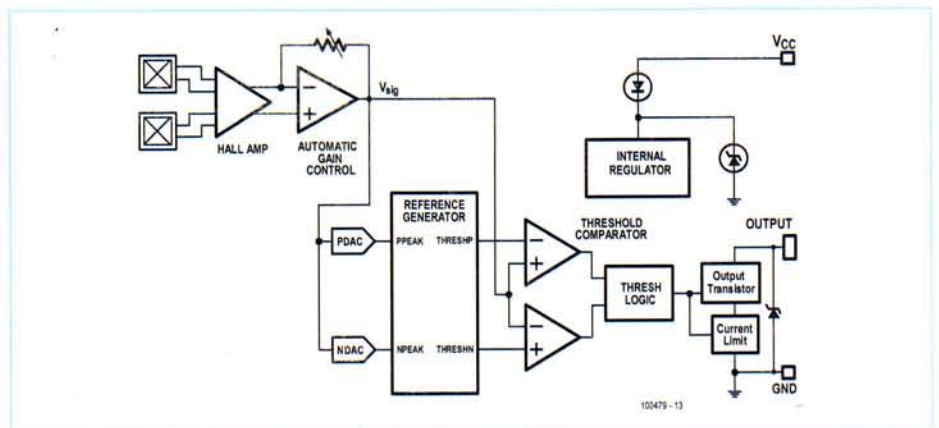 VCC
Vsig
HALL AMP
AUTOMATIC
GAIN
CONTROL
INTERNAL
REGULATOR
REFERENCE
GENERATOR
THRESHOLD
COMPARATOR
OUTPUT
PDAC
PPEAK THRESHP
Output
Transistor
THRESH
LOGIC
Current
Limit
NDAC
NPEAK THRESHN
GND
100479 - 13